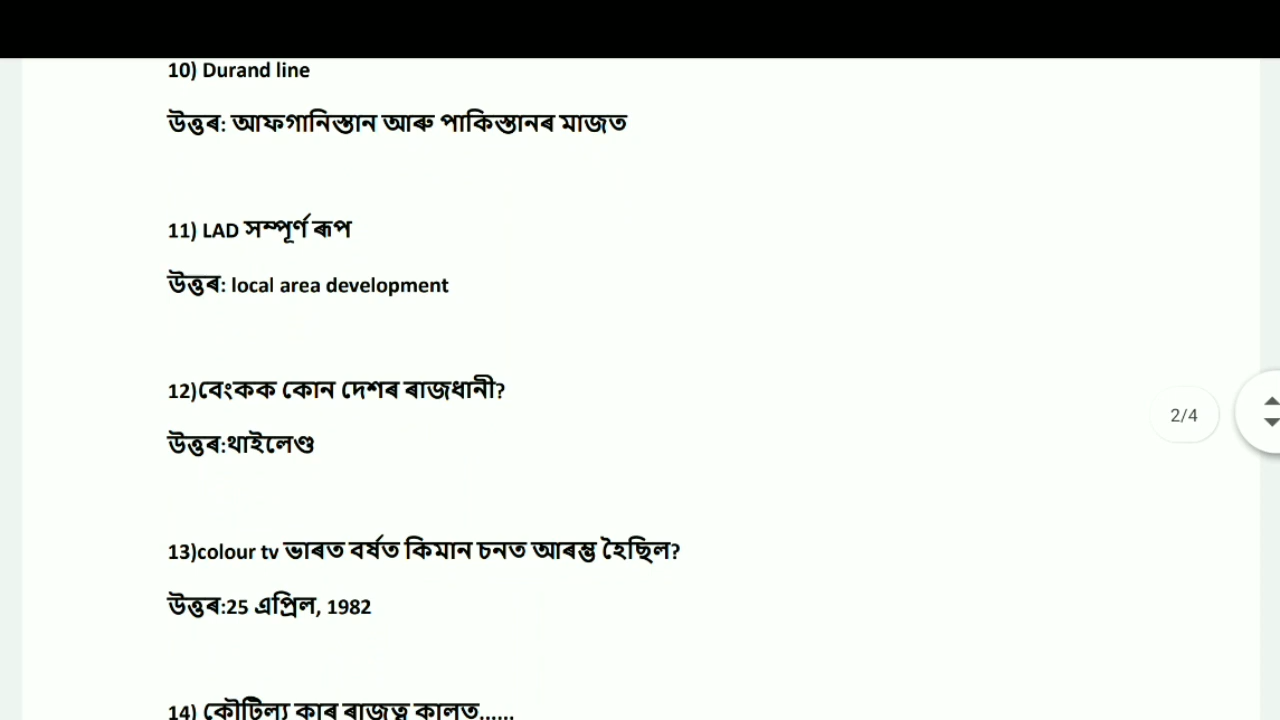 10) Durand line
উত্তৰ: আফগানিস্তান আৰু পাকিস্তানৰ মাজত
11) LAD সম্পূৰ্ণ ৰূপ
উত্তৰ: local area development
12)বেংকক কোন দেশৰ ৰাজধানী?
উত্তৰ:থাইলেণ্ড
2/4
13)colour tv ভাৰত বৰ্ষত কিমান চনত আৰম্ভ হৈছিল?
উত্তৰ:25 এপ্ৰিল, 1982
14) কৌটিল্য কাৰ ৰাজত্ব কালত......